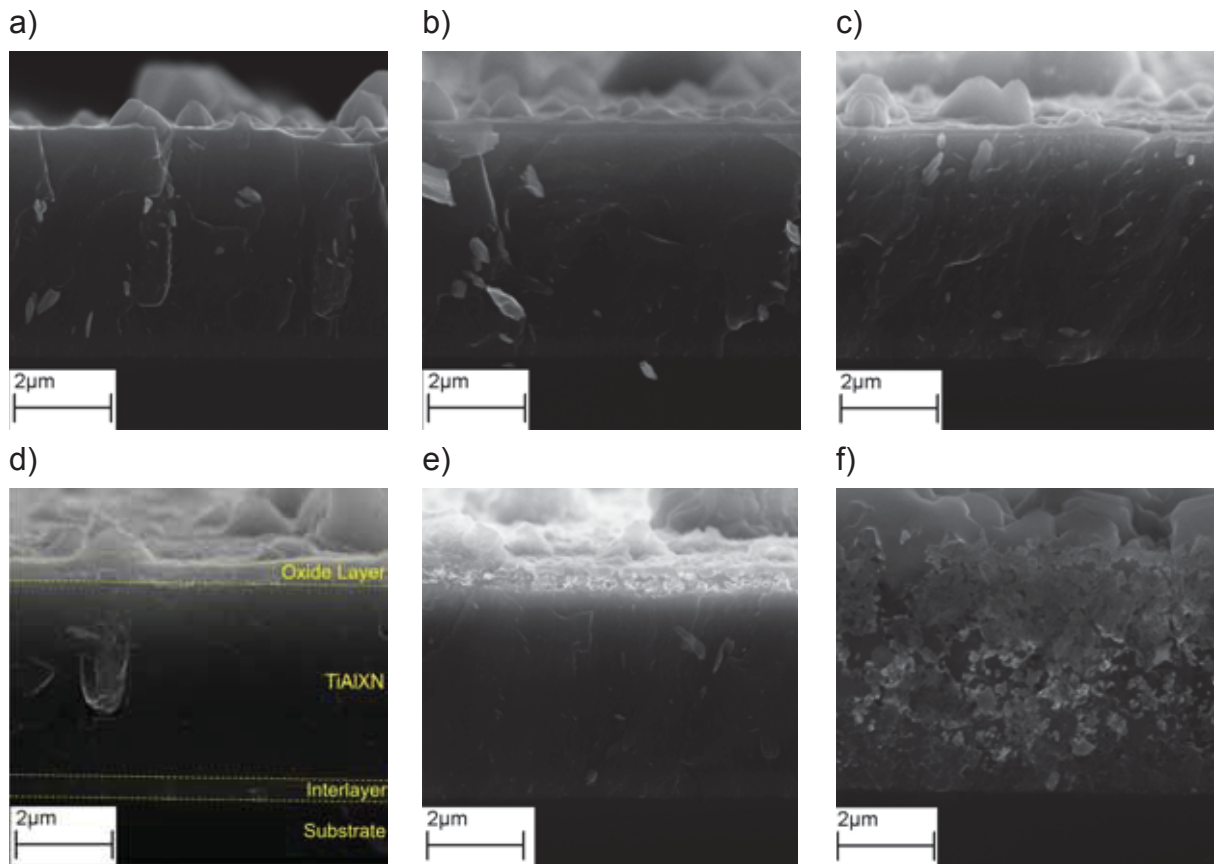 a)
b)
c)
2µm
2µm
2µm
d)
e)
f)
Oxide Layer
TiAlXN
Interlayer
Substrate
2µm
2µm
2µm